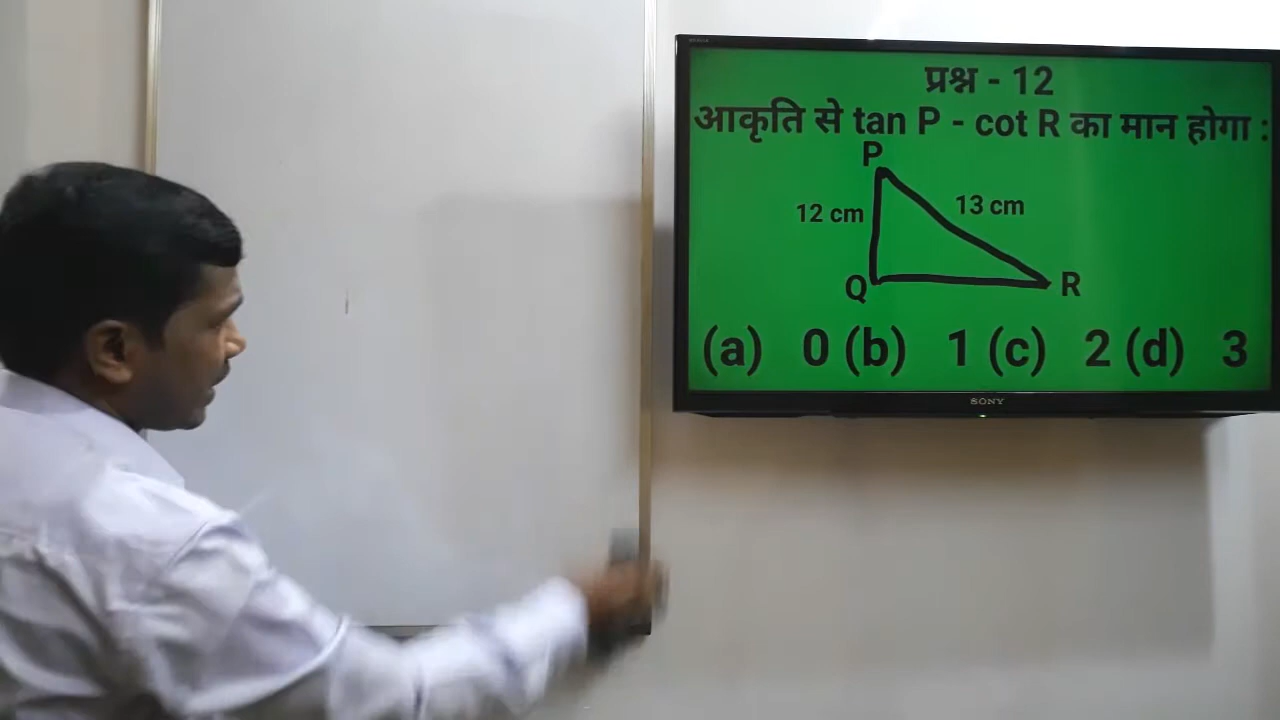 प्रश्न - 12
आकृति से tan P - cot R का मान होगा :
P
12 cm 13 cm
Q R
(a) 0 (b) 1 (c) 2 (d) 3
SONY